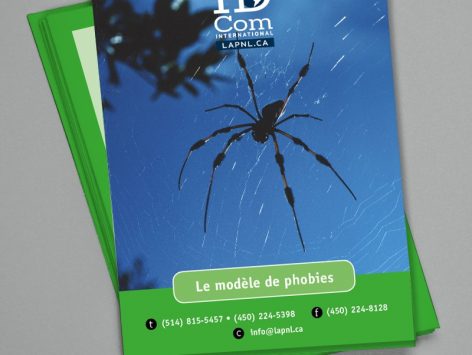 Com
INTERNATIONAL
LAPNL.CA
Le modèle de phobies
t (514) 815-5457 • (450) 224-5398 f (450) 224-8128
c info@lapnl.ca